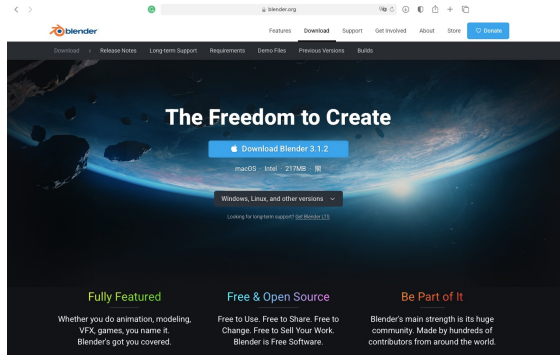 blender.org
blender
Features Download Support Get Involved About Store Donate
Download Release Notes Long-term Support Requirements Demo Files Previous Versions Builds
The Freedom to Create
Download Blender 3.1.2
macOS · Intel · 217MB ·
Windows, Linux, and other versions
Looking for long-term support? Get Blender LTS
Fully Featured
Whether you do animation, modeling,
VFX, games, you name it.
Blender's got you covered.
Free & Open Source
Free to Use. Free to Share. Free to
Change. Free to Sell Your Work.
Blender is Free Software.
Be Part of It
Blender's main strength is its huge
community. Made by hundreds of
contributors from around the world.